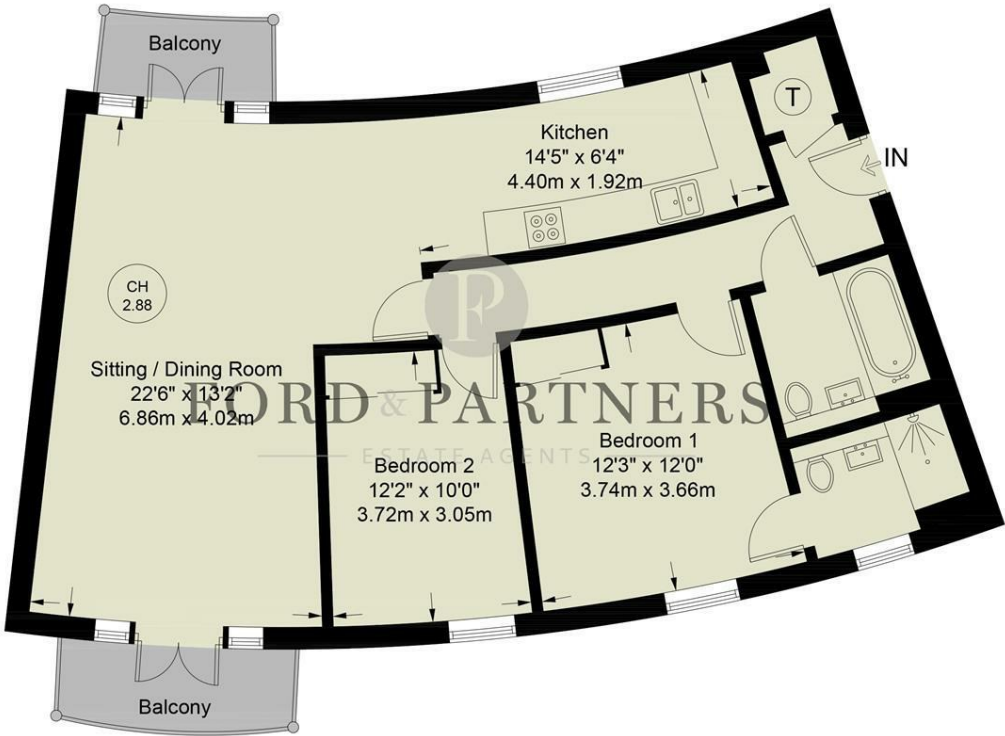 Balcony
Kitchen
14'5" x 6'4"
4.40m x 1.92m
T
IN
CH
2.88
Sitting / Dining Room
22'6" x 13'2"
6.86m x 4.02m
F
FORD & PARTNERS
ESTATE AGENTS
Bedroom 2
12'2" x 10'0"
3.72m x 3.05m
Bedroom 1
12'3" x 12'0"
3.74m x 3.66m
Balcony